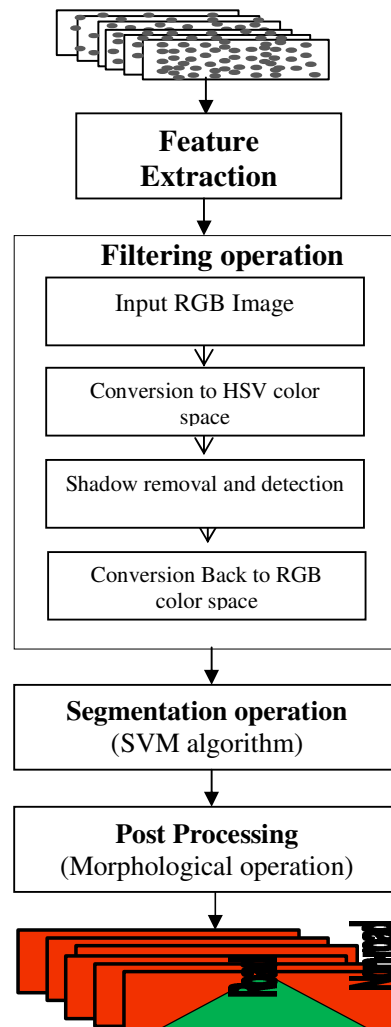 Feature
Extraction
Filtering operation
Input RGB Image
Conversion to HSV color
space
Shadow removal and detection
Conversion Back to RGB
color space
Segmentation operation
(SVM algorithm)
Post Processing
(Morphological operation)